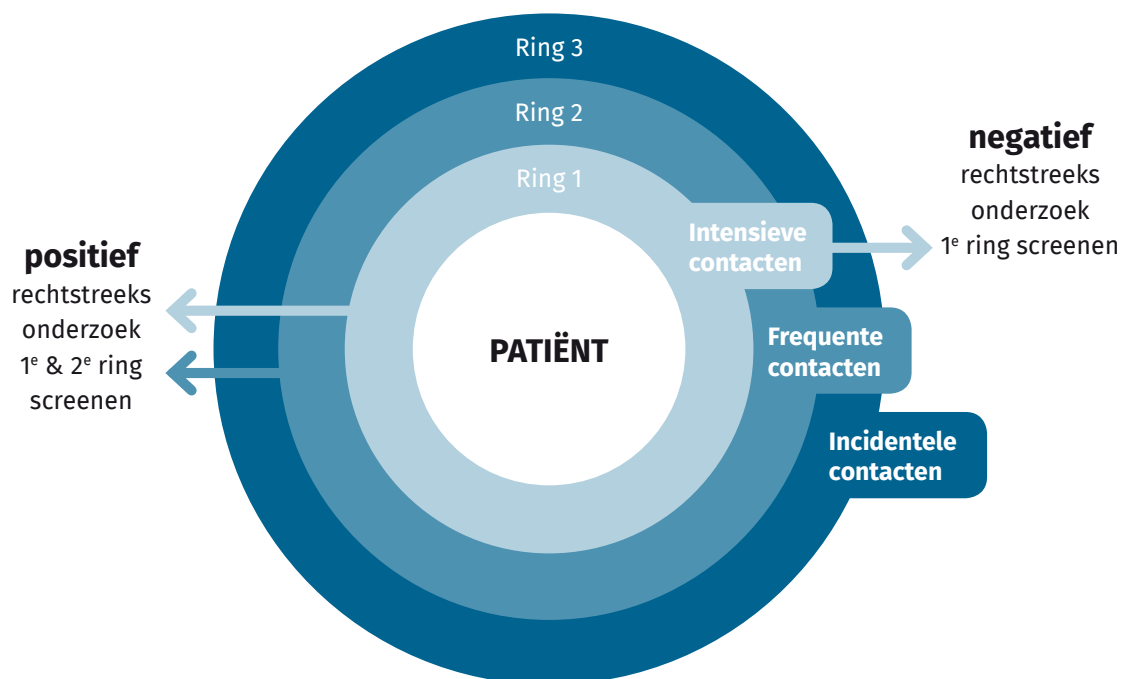 Ring 3
Ring 2
Ring 1
negatief
rechtstreeks
onderzoek
1e ring screenen
Intensieve
contacten
positief
rechtstreeks
onderzoek
1e & 2e ring
screenen
PATIËNT
Frequente
contacten
Incidentele
contacten